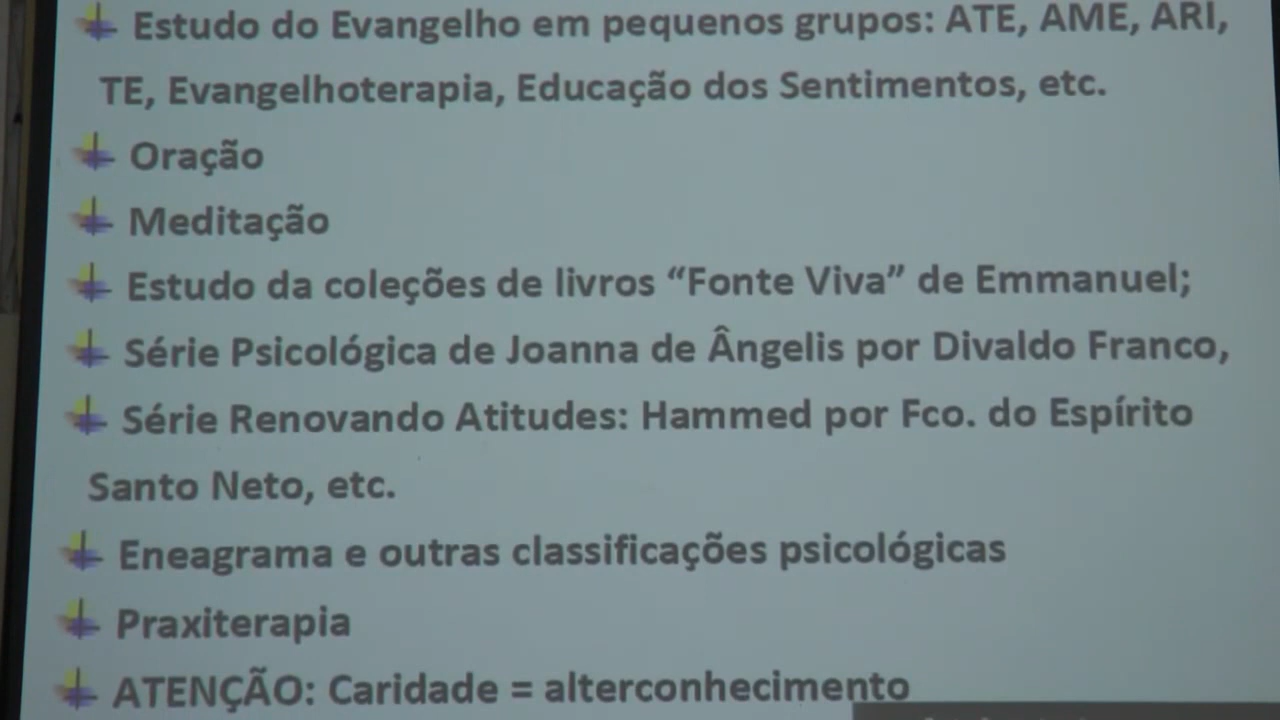 Estudo do Evangelho em pequenos grupos: ATE, AME, ARI,
TE, Evangelhoterapia, Educação dos Sentimentos, etc.
Oração
Meditação
Estudo da coleções de livros “Fonte Viva” de Emmanuel;
Série Psicológica de Joanna de Ângelis por Divaldo Franco,
Série Renovando Atitudes: Hammed por Fco. do Espírito
Santo Neto, etc.
Eneagrama e outras classificações psicológicas
Praxiterapia
ATENÇÃO: Caridade = alterconhecimento